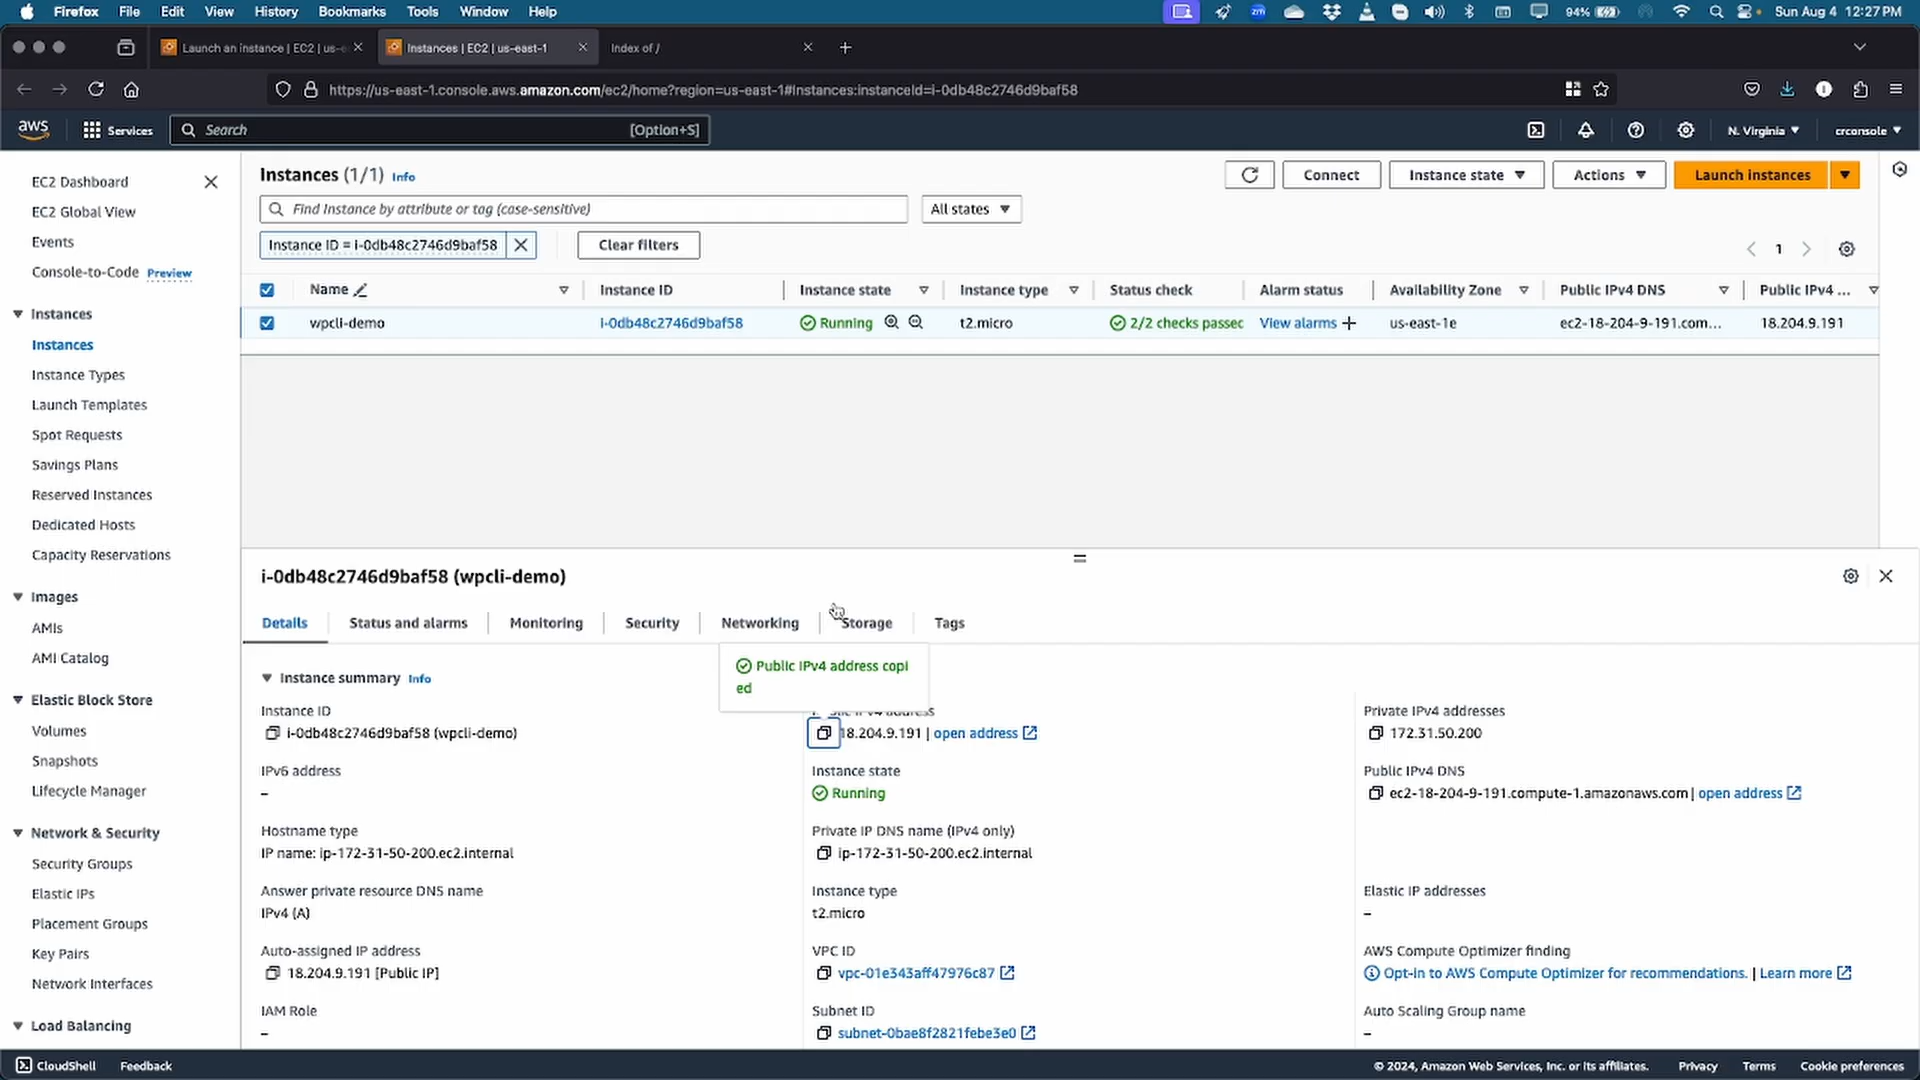 Firefox File Edit View History Bookmarks Tools Window Help
94% Sun Aug 4 12:27 PM
Launch an instance | EC2 | us-e
Instances | EC2 | us-east-1
Index of /
https://us-east-1.console.aws.amazon.com/ec2/home?region=us-east-1#Instances:instanceId=i-0db48c2746d9baf58
aws Services Search [Option+S] N. Virginia crconsole
EC2 Dashboard
EC2 Global View
Events
Console-to-Code Preview
Instances
Instances
Instance Types
Launch Templates
Spot Requests
Savings Plans
Reserved Instances
Dedicated Hosts
Capacity Reservations
Images
AMIs
AMI Catalog
Elastic Block Store
Volumes
Snapshots
Lifecycle Manager
Network & Security
Security Groups
Elastic IPs
Placement Groups
Key Pairs
Network Interfaces
Load Balancing
Instances (1/1) Info
Connect Instance state Actions Launch instances
Find Instance by attribute or tag (case-sensitive) All states
Instance ID = i-0db48c2746d9baf58 Clear filters 1
Name Instance ID Instance state Instance type Status check Alarm status Availability Zone Public IPv4 DNS Public IPv4 ...
wpcli-demo i-0db48c2746d9baf58 Running t2.micro 2/2 checks passec View alarms + us-east-1e ec2-18-204-9-191.com... 18.204.9.191
i-0db48c2746d9baf58 (wpcli-demo)
Details Status and alarms Monitoring Security Networking Storage Tags
Public IPv4 address copi
ed
Instance summary Info
Instance ID
i-0db48c2746d9baf58 (wpcli-demo)
Public IPv4 address
18.204.9.191 | open address
Private IPv4 addresses
172.31.50.200
IPv6 address
–
Instance state
Running
Public IPv4 DNS
ec2-18-204-9-191.compute-1.amazonaws.com | open address
Hostname type
IP name: ip-172-31-50-200.ec2.internal
Private IP DNS name (IPv4 only)
ip-172-31-50-200.ec2.internal
Answer private resource DNS name
IPv4 (A)
Instance type
t2.micro
Elastic IP addresses
–
Auto-assigned IP address
18.204.9.191 [Public IP]
VPC ID
vpc-01e343aff47976c87
AWS Compute Optimizer finding
Opt-in to AWS Compute Optimizer for recommendations. | Learn more
IAM Role
–
Subnet ID
subnet-0bae8f2821febe3e0
Auto Scaling Group name
–
CloudShell Feedback © 2024, Amazon Web Services, Inc. or its affiliates. Privacy Terms Cookie preferences